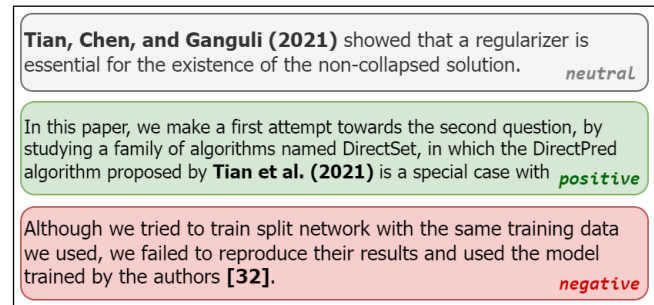 Tian, Chen, and Ganguli (2021) showed that a regularizer is
essential for the existence of the non-collapsed solution.
neutral
In this paper, we make a first attempt towards the second question, by
studying a family of algorithms named DirectSet, in which the DirectPred
algorithm proposed by Tian et al. (2021) is a special case with
positive
Although we tried to train split network with the same training data
we used, we failed to reproduce their results and used the model
trained by the authors [32].
negative